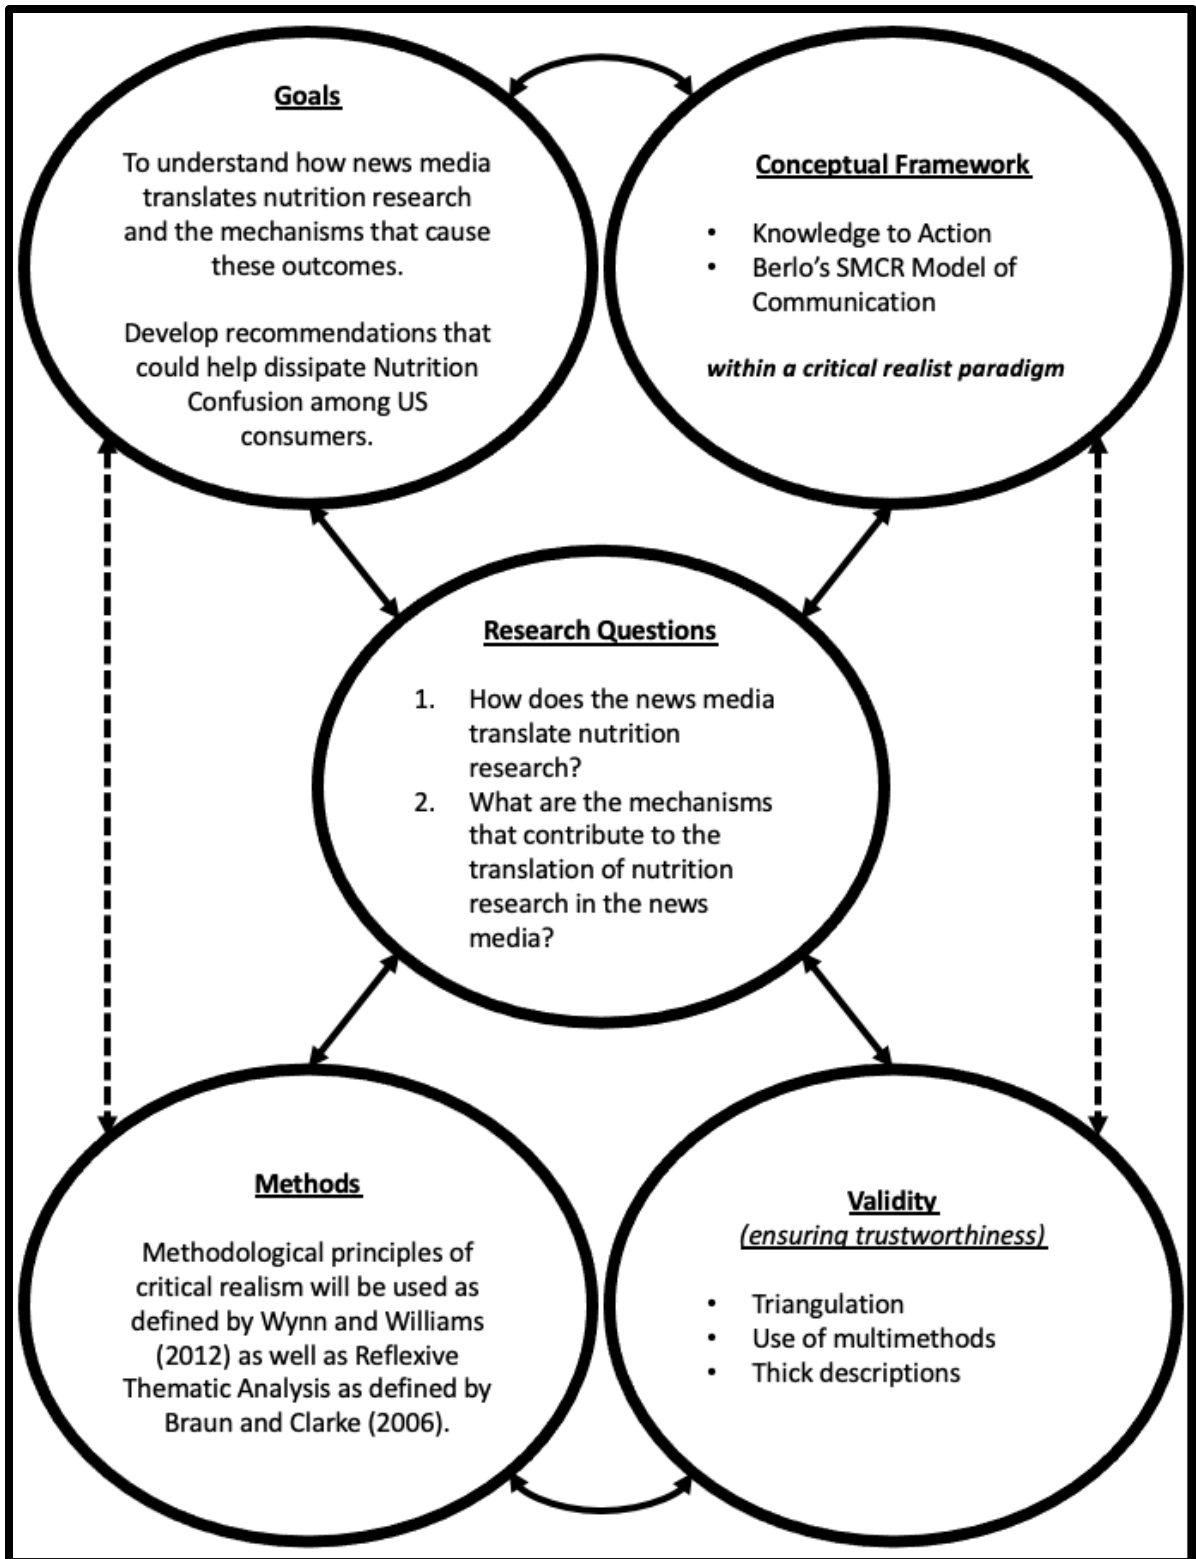 Goals
To understand how news media
translates nutrition research
and the mechanisms that cause
these outcomes.
Develop recommendations that
could help dissipate Nutrition
Confusion among US
consumers.
Conceptual Framework
• Knowledge to Action
• Berlo’s SMCR Model of
Communication
within a critical realist paradigm
Research Questions
1. How does the news media
translate nutrition
research?
2. What are the mechanisms
that contribute to the
translation of nutrition
research in the news
media?
Methods
Methodological principles of
critical realism will be used as
defined by Wynn and Williams
(2012) as well as Reflexive
Thematic Analysis as defined by
Braun and Clarke (2006).
Validity
(ensuring trustworthiness)
• Triangulation
• Use of multimethods
• Thick descriptions